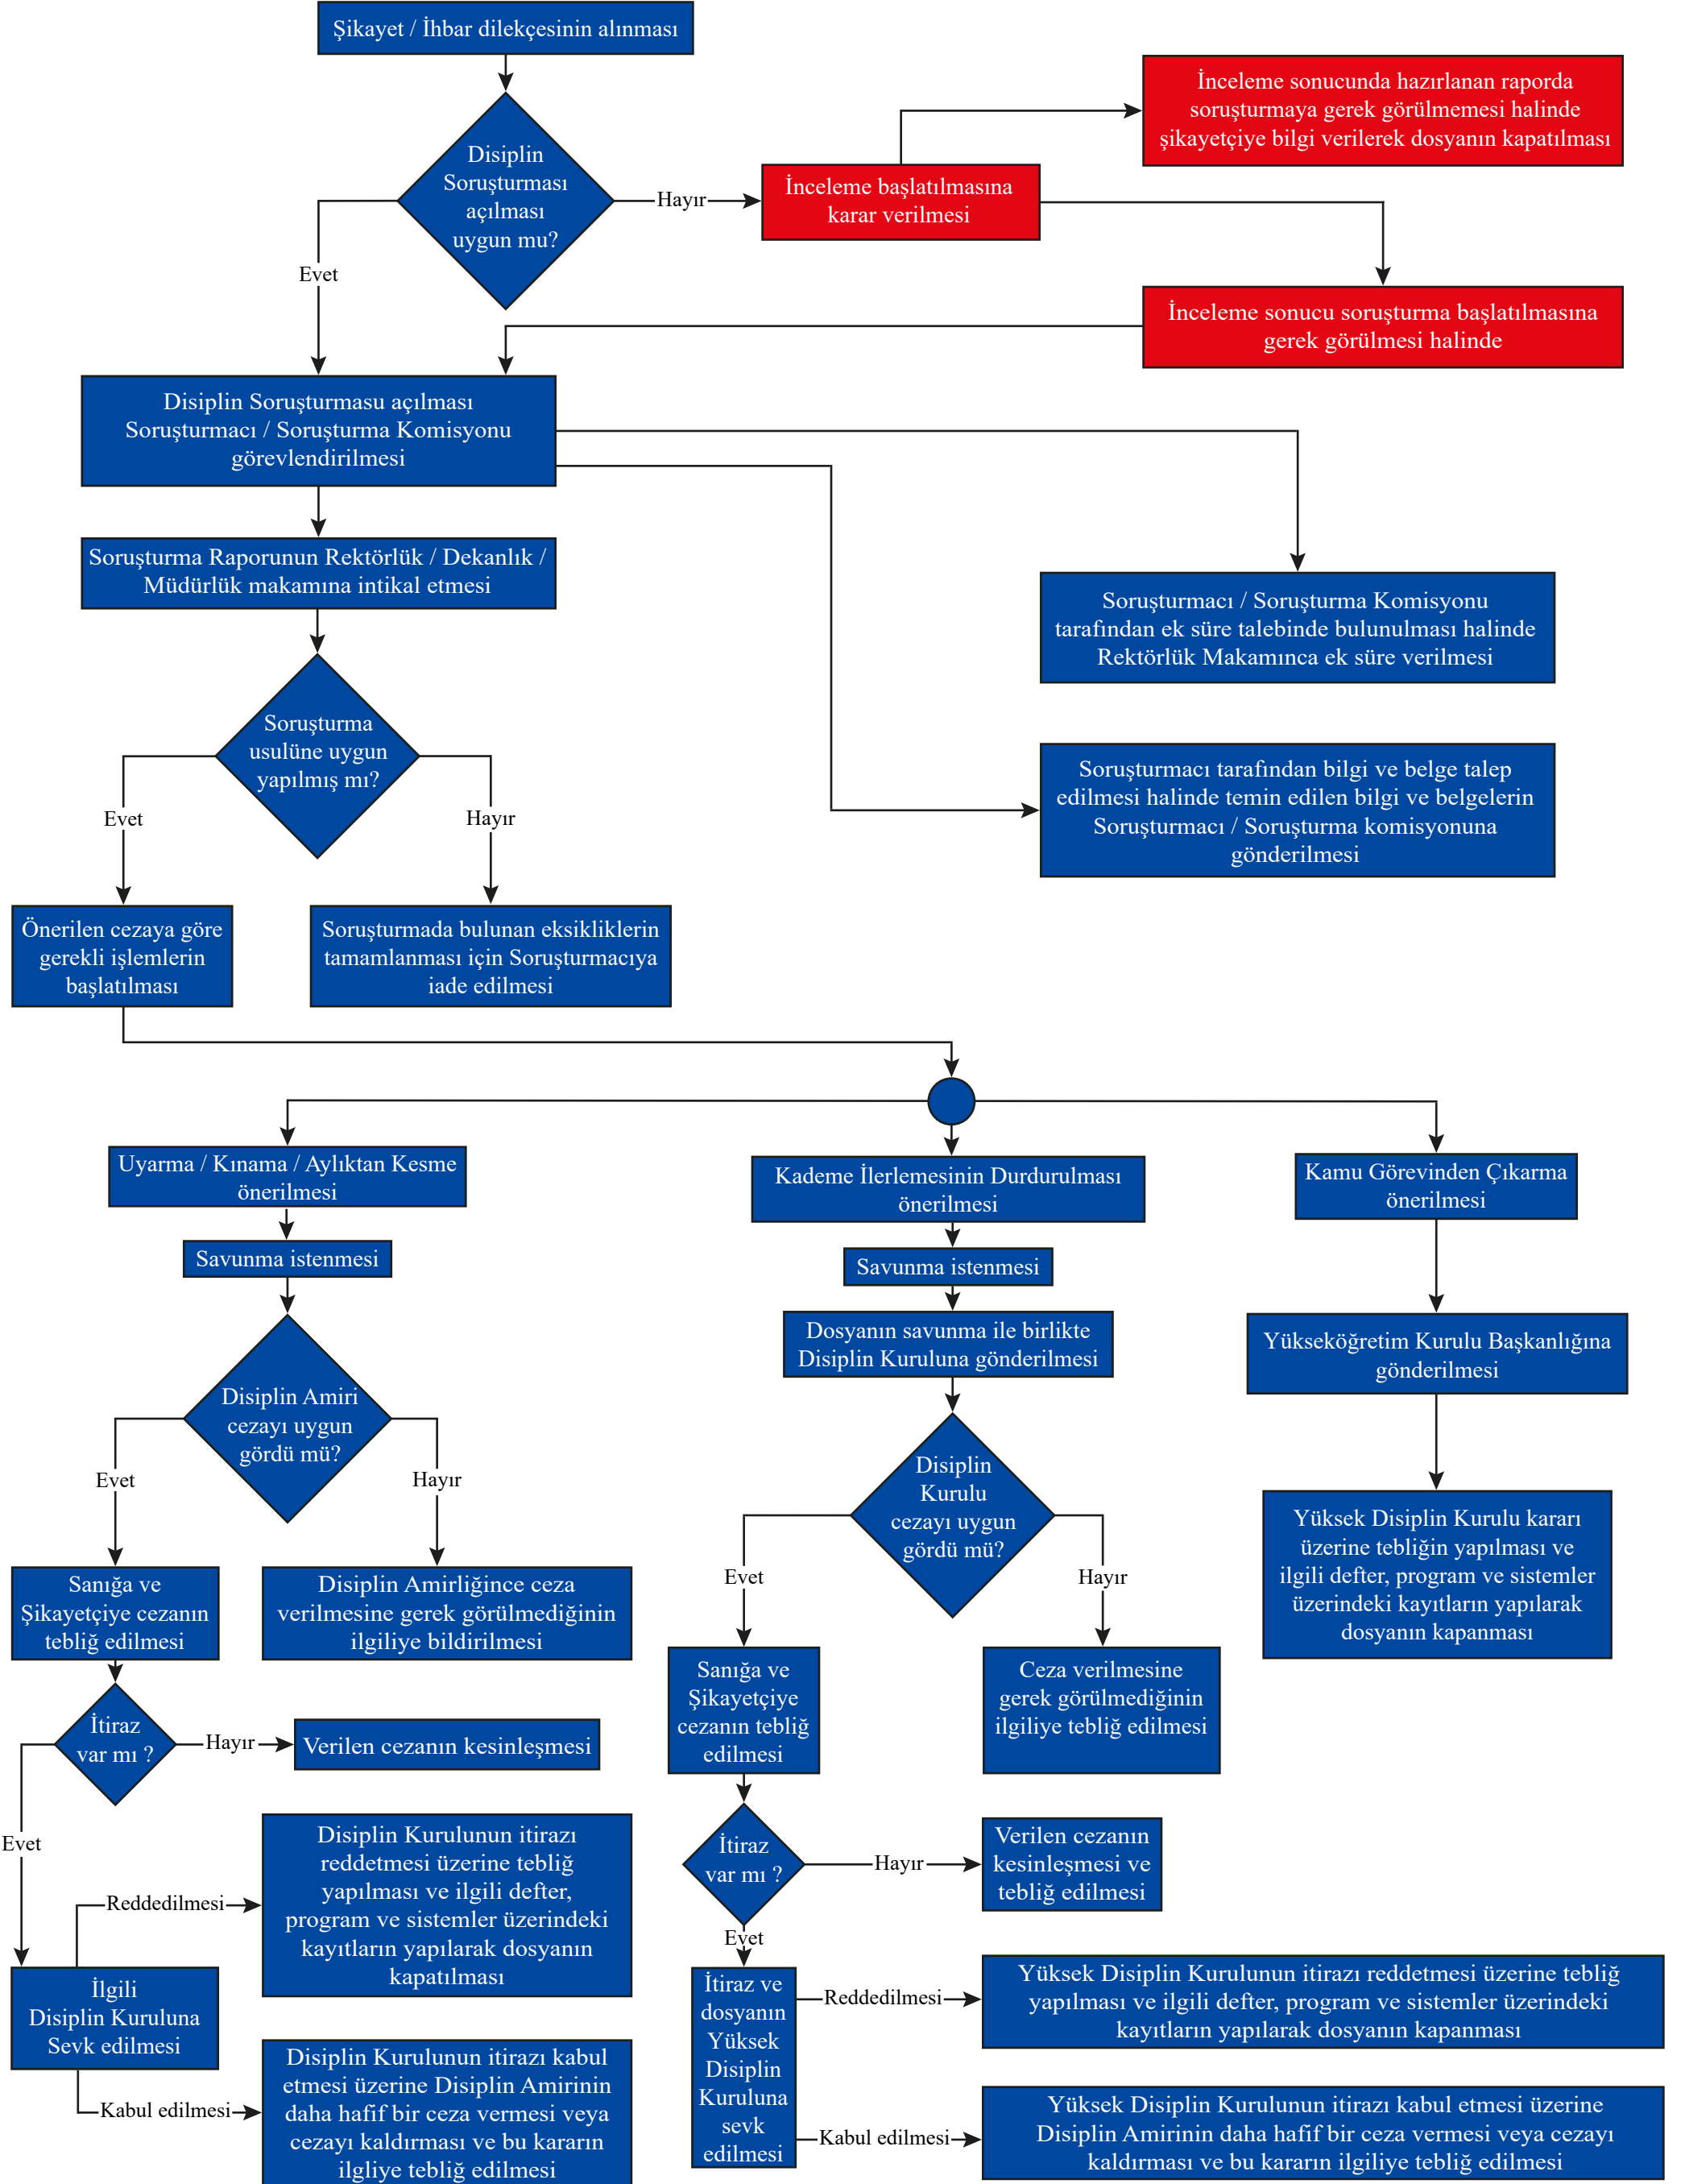 Şikayet / İhbar dilekçesinin alınması
Disiplin
Soruşturması
açılması
uygun mu?
Hayır
Evet
İnceleme başlatılmasına
karar verilmesi
İnceleme sonucunda hazırlanan raporda
soruşturmaya gerek görülmemesi halinde
şikayetçiye bilgi verilerek dosyanın kapatılması
İnceleme sonucu soruşturma başlatılmasına
gerek görülmesi halinde
Disiplin Soruşturmasu açılması
Soruşturmacı / Soruşturma Komisyonu
görevlendirilmesi
Soruşturma Raporunun Rektörlük / Dekanlık /
Müdürlük makamına intikal etmesi
Soruşturmacı / Soruşturma Komisyonu
tarafından ek süre talebinde bulunulması halinde
Rektörlük Makamınca ek süre verilmesi
Soruşturma
usulüne uygun
yapılmış mı?
Evet
Hayır
Soruşturmacı tarafından bilgi ve belge talep
edilmesi halinde temin edilen bilgi ve belgelerin
Soruşturmacı / Soruşturma komisyonuna
gönderilmesi
Önerilen cezaya göre
gerekli işlemlerin
başlatılması
Soruşturmada bulunan eksikliklerin
tamamlanması için Soruşturmacıya
iade edilmesi
Uyarma / Kınama / Aylıktan Kesme
önerilmesi
Savunma istenmesi
Disiplin Amiri
cezayı uygun
gördü mü?
Evet
Hayır
Sanığa ve
Şikayetçiye cezanın
tebliğ edilmesi
Disiplin Amirliğince ceza
verilmesine gerek görülmediğinin
ilgiliye bildirilmesi
İtiraz
var mı ?
Hayır
Verilen cezanın kesinleşmesi
Evet
İlgili
Disiplin Kuruluna
Sevk edilmesi
Reddedilmesi
Disiplin Kurulunun itirazı
reddetmesi üzerine tebliğ
yapılması ve ilgili defter,
program ve sistemler üzerindeki
kayıtların yapılarak dosyanın
kapatılması
Kabul edilmesi
Disiplin Kurulunun itirazı kabul
etmesi üzerine Disiplin Amirinin
daha hafif bir ceza vermesi veya
cezayı kaldırması ve bu kararın
ilgliye tebliğ edilmesi
Kademe İlerlemesinin Durdurulması
önerilmesi
Savunma istenmesi
Dosyanın savunma ile birlikte
Disiplin Kuruluna gönderilmesi
Disiplin
Kurulu
cezayı uygun
gördü mü?
Evet
Hayır
Sanığa ve
Şikayetçiye
cezanın tebliğ
edilmesi
Ceza verilmesine
gerek görülmediğinin
ilgiliye tebliğ edilmesi
İtiraz
var mı ?
Hayır
Verilen cezanın
kesinleşmesi ve
tebliğ edilmesi
Evet
İtiraz ve
dosyanın
Yüksek
Disiplin
Kuruluna
sevk
edilmesi
Reddedilmesi
Yüksek Disiplin Kurulunun itirazı reddetmesi üzerine tebliğ
yapılması ve ilgili defter, program ve sistemler üzerindeki
kayıtların yapılarak dosyanın kapanması
Kabul edilmesi
Yüksek Disiplin Kurulunun itirazı kabul etmesi üzerine
Disiplin Amirinin daha hafif bir ceza vermesi veya cezayı
kaldırması ve bu kararın ilgiliye tebliğ edilmesi
Kamu Görevinden Çıkarma
önerilmesi
Yükseköğretim Kurulu Başkanlığına
gönderilmesi
Yüksek Disiplin Kurulu kararı
üzerine tebliğin yapılması ve
ilgili defter, program ve sistemler
üzerindeki kayıtların yapılarak
dosyanın kapanması